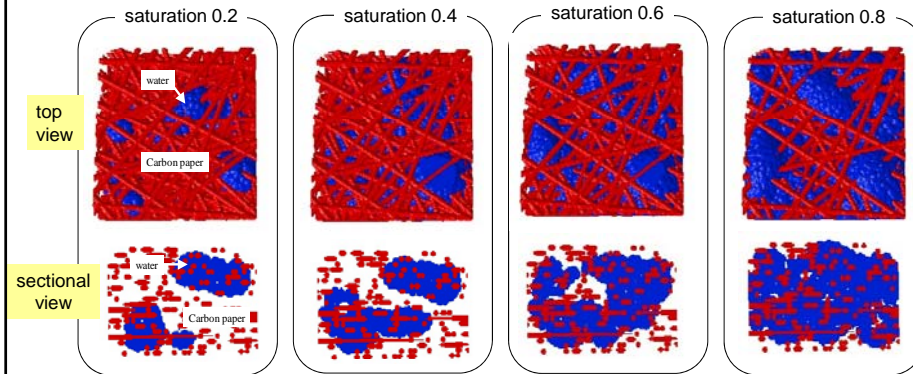 saturation 0.2
saturation 0.4
saturation 0.6
saturation 0.8
top
view
water
Carbon paper
sectional
view
water
Carbon paper